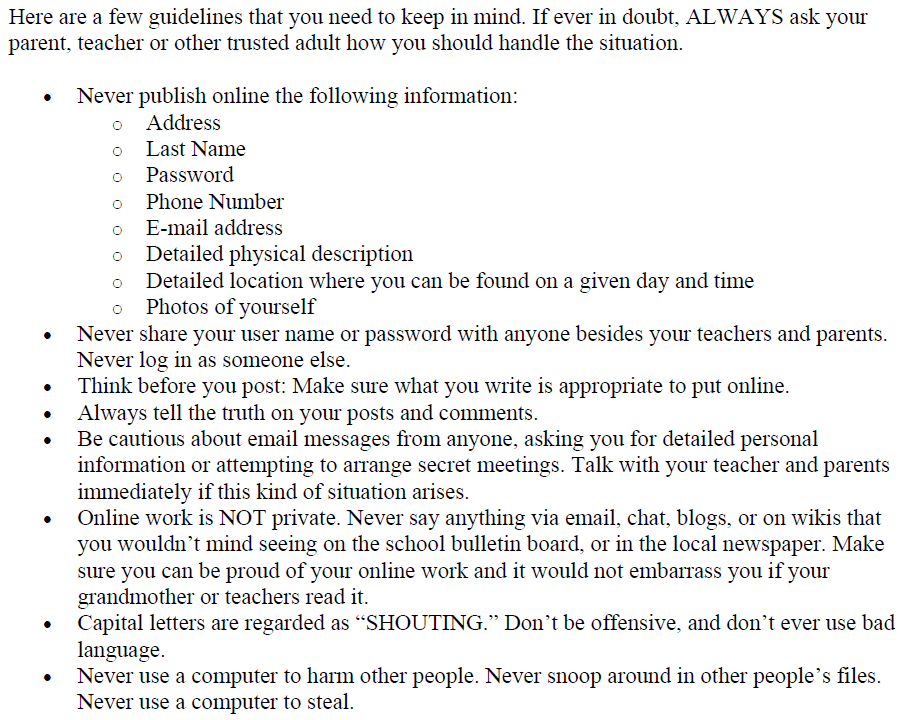 Here are a few guidelines that you need to keep in mind. If ever in doubt, ALWAYS ask your
parent, teacher or other trusted adult how you should handle the situation.
• Never publish online the following information:
o Address
o Last Name
o Password
o Phone Number
o E-mail address
o Detailed physical description
o Detailed location where you can be found on a given day and time
o Photos of yourself
• Never share your user name or password with anyone besides your teachers and parents.
Never log in as someone else.
• Think before you post: Make sure what you write is appropriate to put online.
• Always tell the truth on your posts and comments.
• Be cautious about email messages from anyone, asking you for detailed personal
information or attempting to arrange secret meetings. Talk with your teacher and parents
immediately if this kind of situation arises.
• Online work is NOT private. Never say anything via email, chat, blogs, or on wikis that
you wouldn’t mind seeing on the school bulletin board, or in the local newspaper. Make
sure you can be proud of your online work and it would not embarrass you if your
grandmother or teachers read it.
• Capital letters are regarded as “SHOUTING.” Don’t be offensive, and don’t ever use bad
language.
• Never use a computer to harm other people. Never snoop around in other people’s files.
Never use a computer to steal.